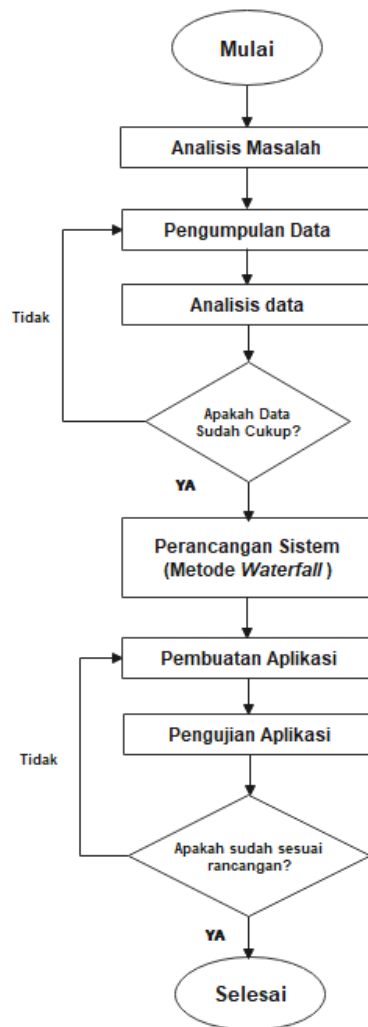 Mulai
Analisis Masalah
Pengumpulan Data
Tidak
Analisis data
Apakah Data
Sudah Cukup?
YA
Perancangan Sistem
(Metode Waterfall )
Pembuatan Aplikasi
Pengujian Aplikasi
Tidak
Apakah sudah sesuai
rancangan?
YA
Selesai